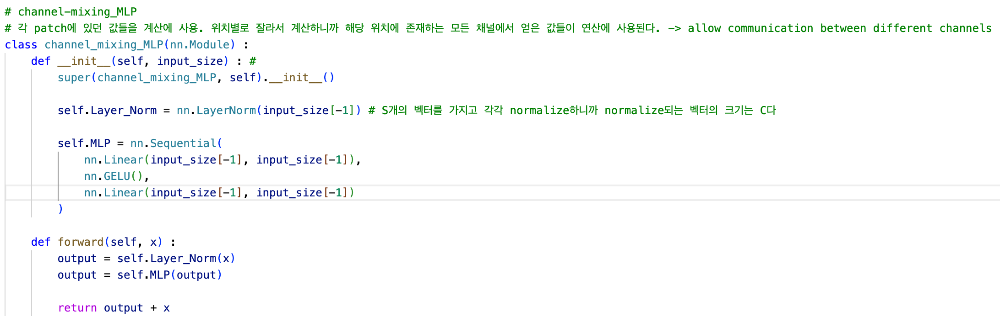 # channel-mixing_MLP
# 각 patch에 있던 값들을 계산에 사용. 위치별로 잘라서 계산하니까 해당 위치에 존재하는 모든 채널에서 얻은 값들이 연산에 사용된다. -> allow communication between different channels
class channel_mixing_MLP(nn.Module) :
    def __init__(self, input_size) : #
        super(channel_mixing_MLP, self).__init__()
        self.Layer_Norm = nn.LayerNorm(input_size[-1]) # S개의 벡터를 가지고 각각 normalize하니까 normalize되는 벡터의 크기는 C다
        self.MLP = nn.Sequential(
            nn.Linear(input_size[-1], input_size[-1]),
            nn.GELU(),
            nn.Linear(input_size[-1], input_size[-1])
        )
    def forward(self, x) :
        output = self.Layer_Norm(x)
        output = self.MLP(output)
        return output + x